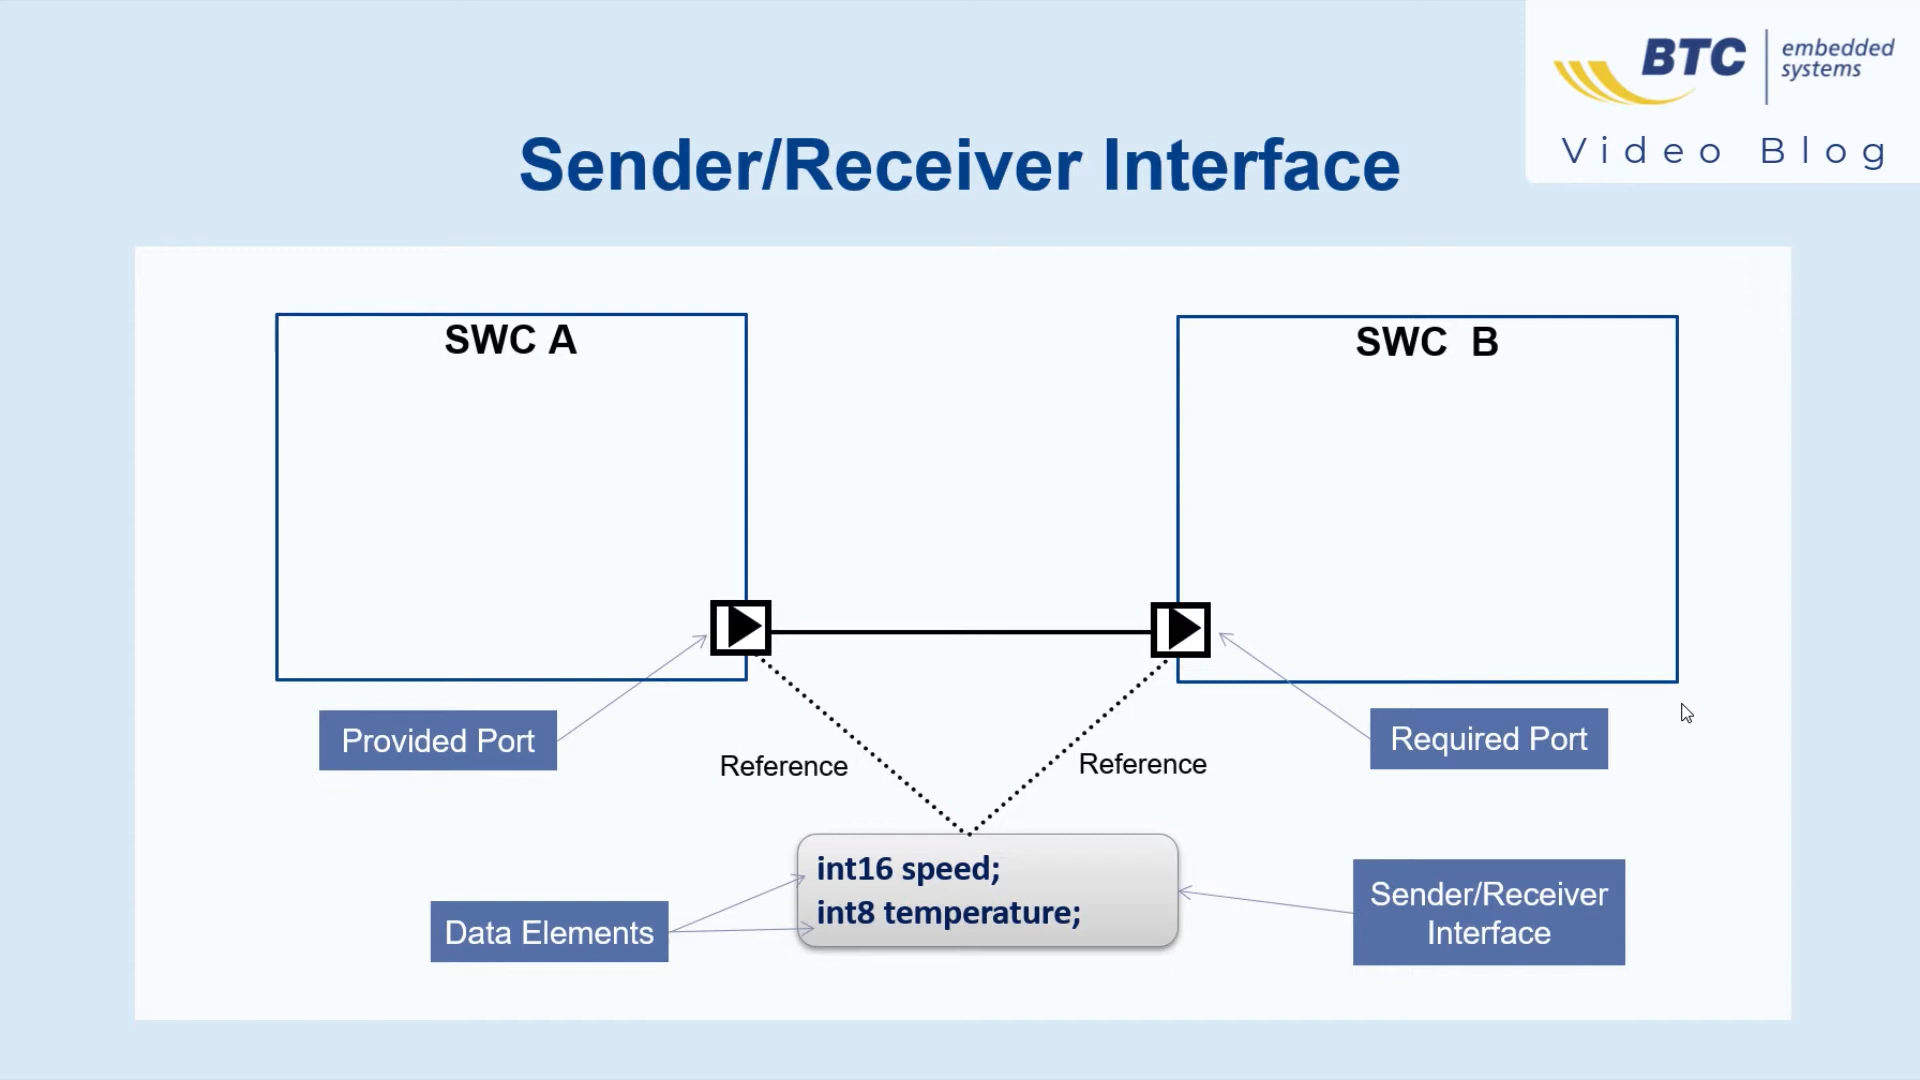 BTC embedded systems
Video Blog
Sender/Receiver Interface
SWC A
SWC B
Provided Port
Required Port
Reference
Reference
int16 speed;
int8 temperature;
Data Elements
Sender/Receiver
Interface